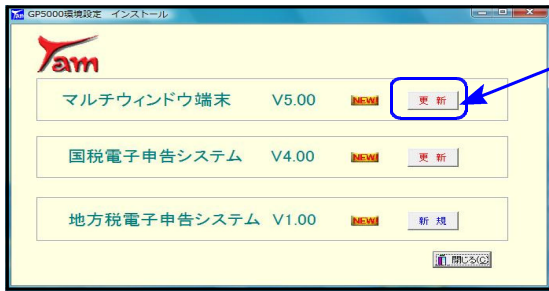 GP5000環境設定 インストール
Tam
マルチウィンドウ端末 V5.00 NEW! 更 新
国税電子申告システム V4.00 NEW! 更 新
地方税電子申告システム V1.00 NEW! 新 規
閉じる(C)